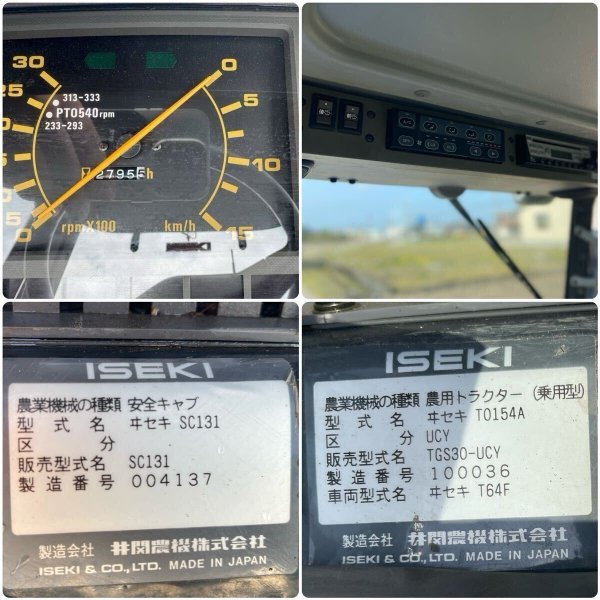 30
0
5
10
15
0
313-333
PTO540rpm
233-293
2795
h
rpmX100
km/h
ISEKI
農業機械の種類 安全キャブ
型式名 ヰセキ SC131
区分
販売型式名 SC131
製造番号 004137
製造会社 井関農機株式会社
ISEKI & CO., LTD. MADE IN JAPAN
ISEKI
農業機械の種類 農用トラクター (乗用型)
型式名 ヰセキ TO154A
区分 UCY
販売型式名 TGS30-UCY
製造番号 100036
車両型式名 ヰセキ T64F
製造会社 井関農機株式会社
ISEKI & CO., LTD. MADE IN JAPAN